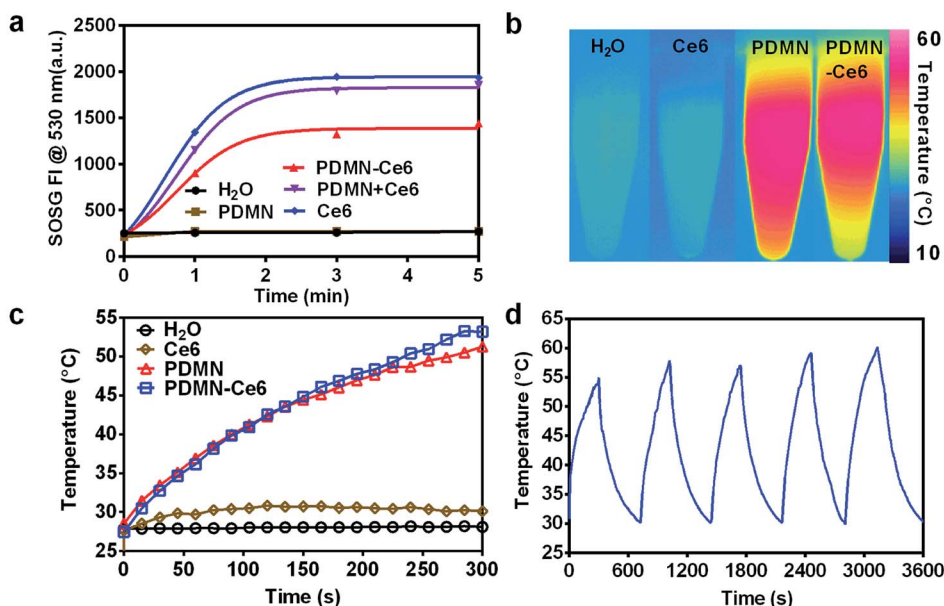 a
2500
2000
1500
1000
500
0
SOSG FI @ 530 nm(a.u.)
H₂O
PDMN
PDMN-Ce6
PDMN+Ce6
Ce6
0 1 2 3 4 5
Time (min)
b
H₂O Ce6 PDMN PDMN
-Ce6
60
Temperature (°C)
10
c
55
50
45
40
35
30
25
Temperature (°C)
H₂O
Ce6
PDMN
PDMN-Ce6
0 50 100 150 200 250 300
Time (s)
d
65
60
55
50
45
40
35
30
25
Temperature (°C)
0 600 1200 1800 2400 3000 3600
Time (s)